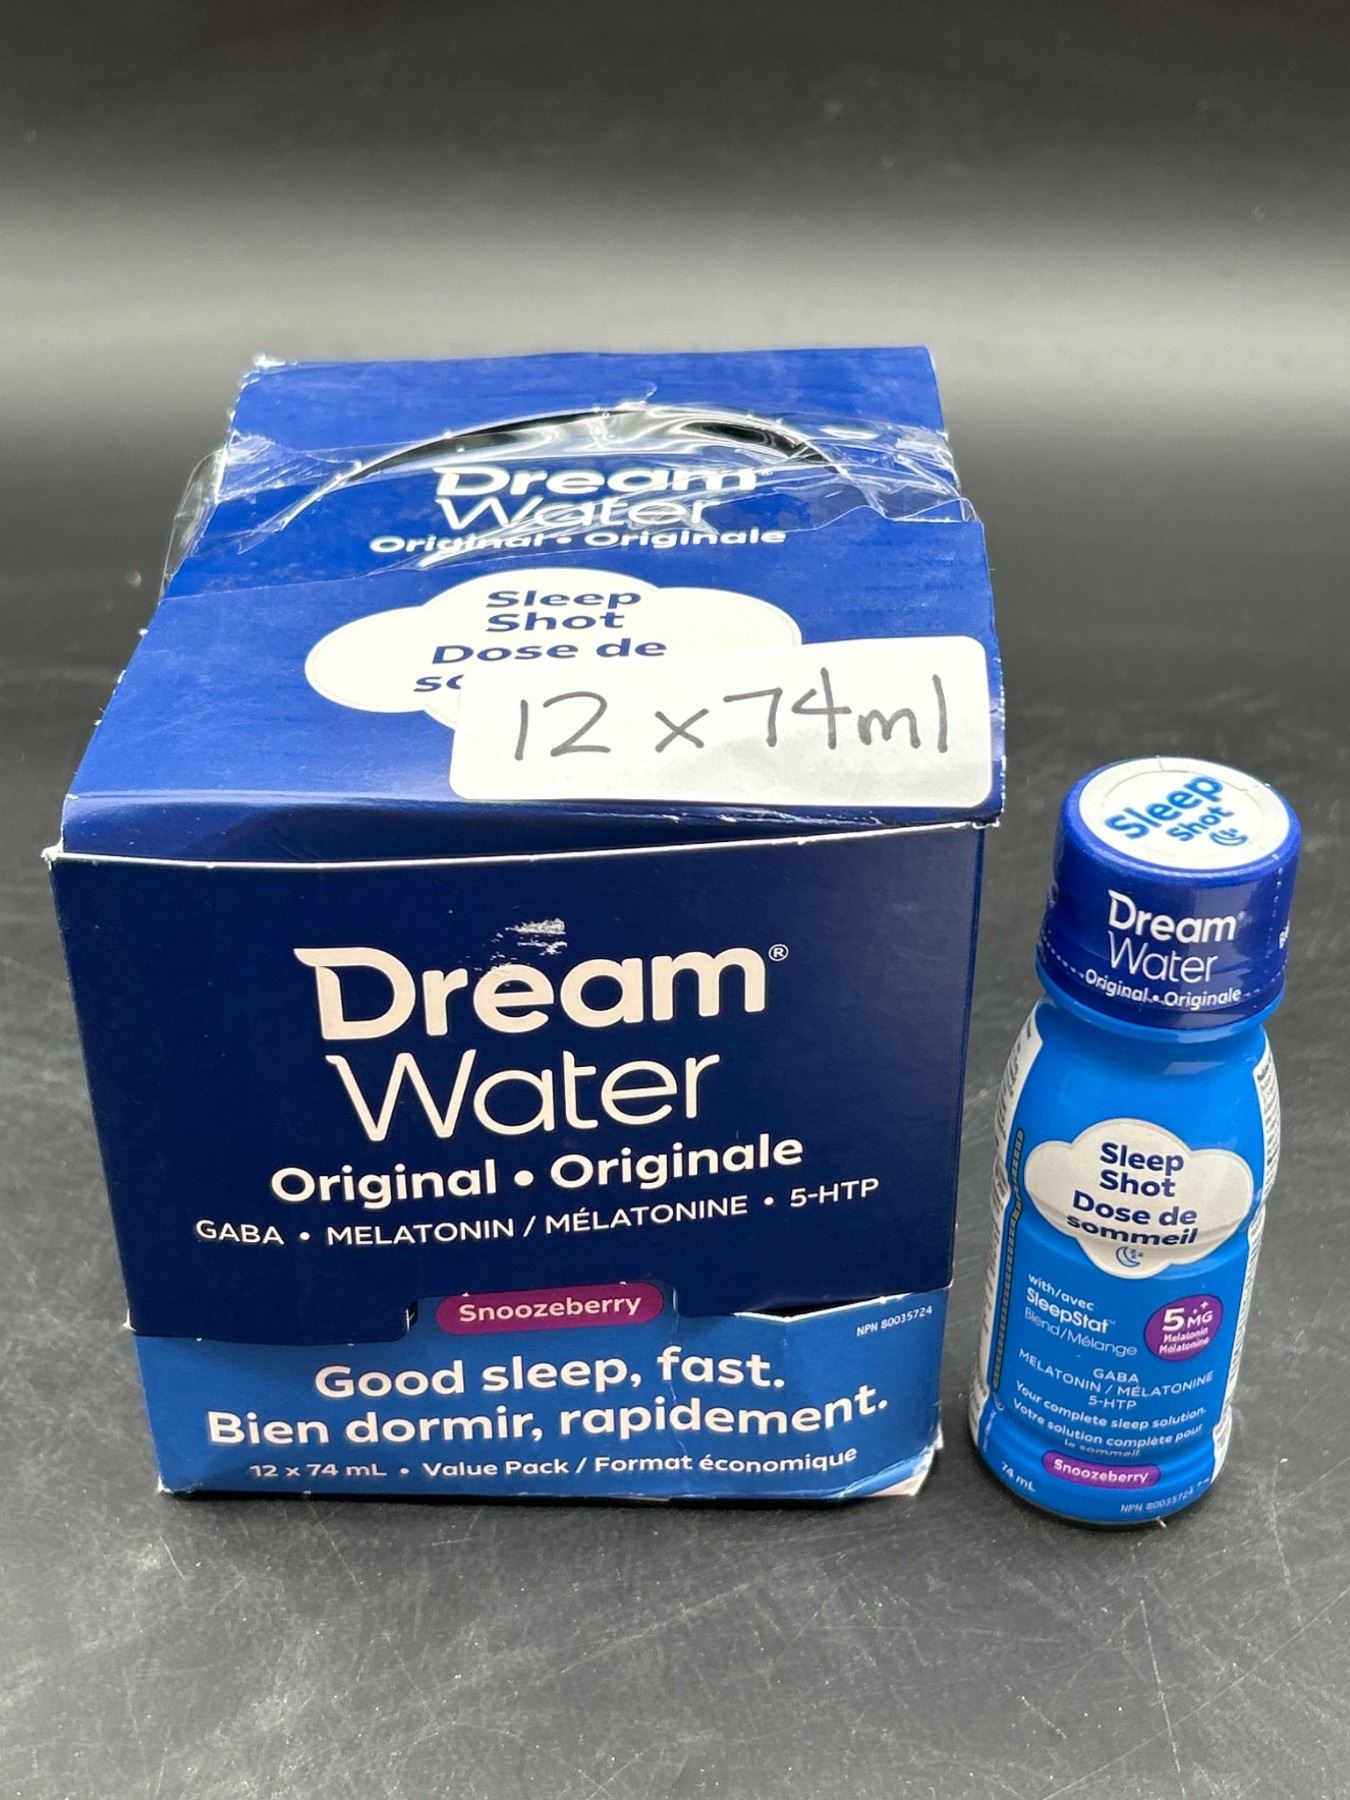 Dream
Water
Original • Originale
Sleep
Shot
Dose de
12 x 74ml
Dream®
Water
Original • Originale
GABA • MELATONIN / MÉLATONINE • 5-HTP
Snoozeberry
NPN 80035724
Good sleep, fast.
Bien dormir, rapidement.
12 x 74 mL • Value Pack / Format économique
Sleep
Shot
Dream
Water
Original • Originale
Sleep
Shot
Dose de
sommeil
with/avec
SleepStat™
Blend/Mélange
5 MG
Melatonin
Mélatonine
GABA
MELATONIN / MÉLATONINE
5-HTP
Your complete sleep solution.
Votre solution complète pour
le sommeil.
Snoozeberry
74 mL
NPN 80035724